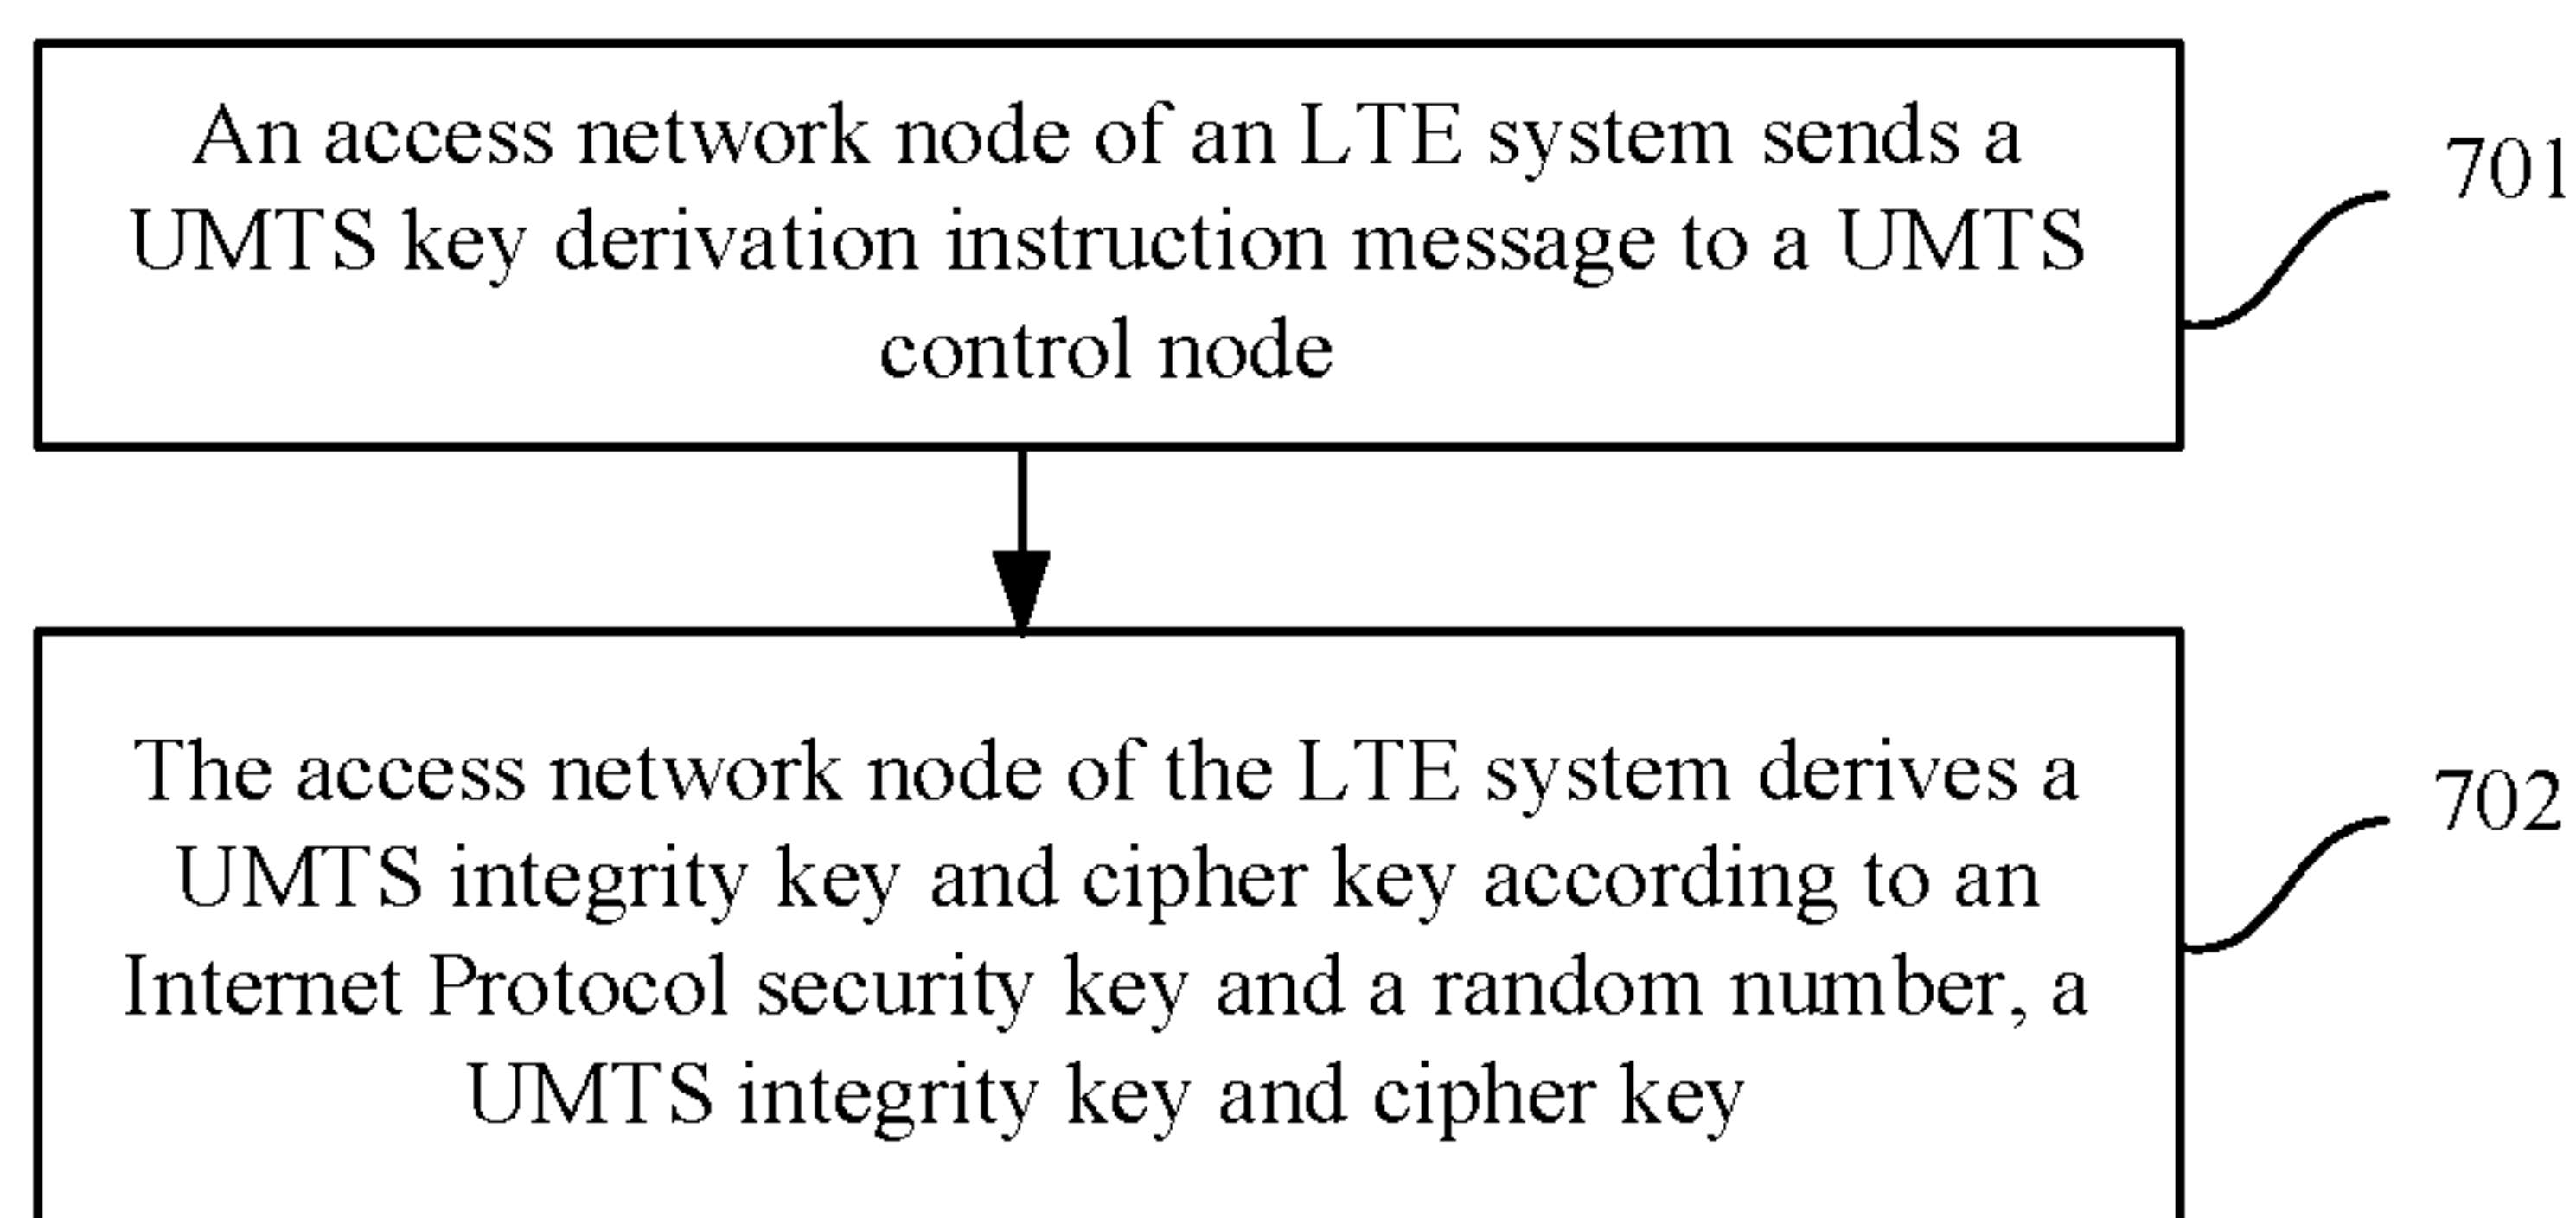 An access network node of an LTE system sends a
UMTS key derivation instruction message to a UMTS
control node
701
The access network node of the LTE system derives a
UMTS integrity key and cipher key according to an
Internet Protocol security key and a random number, a
UMTS integrity key and cipher key
702